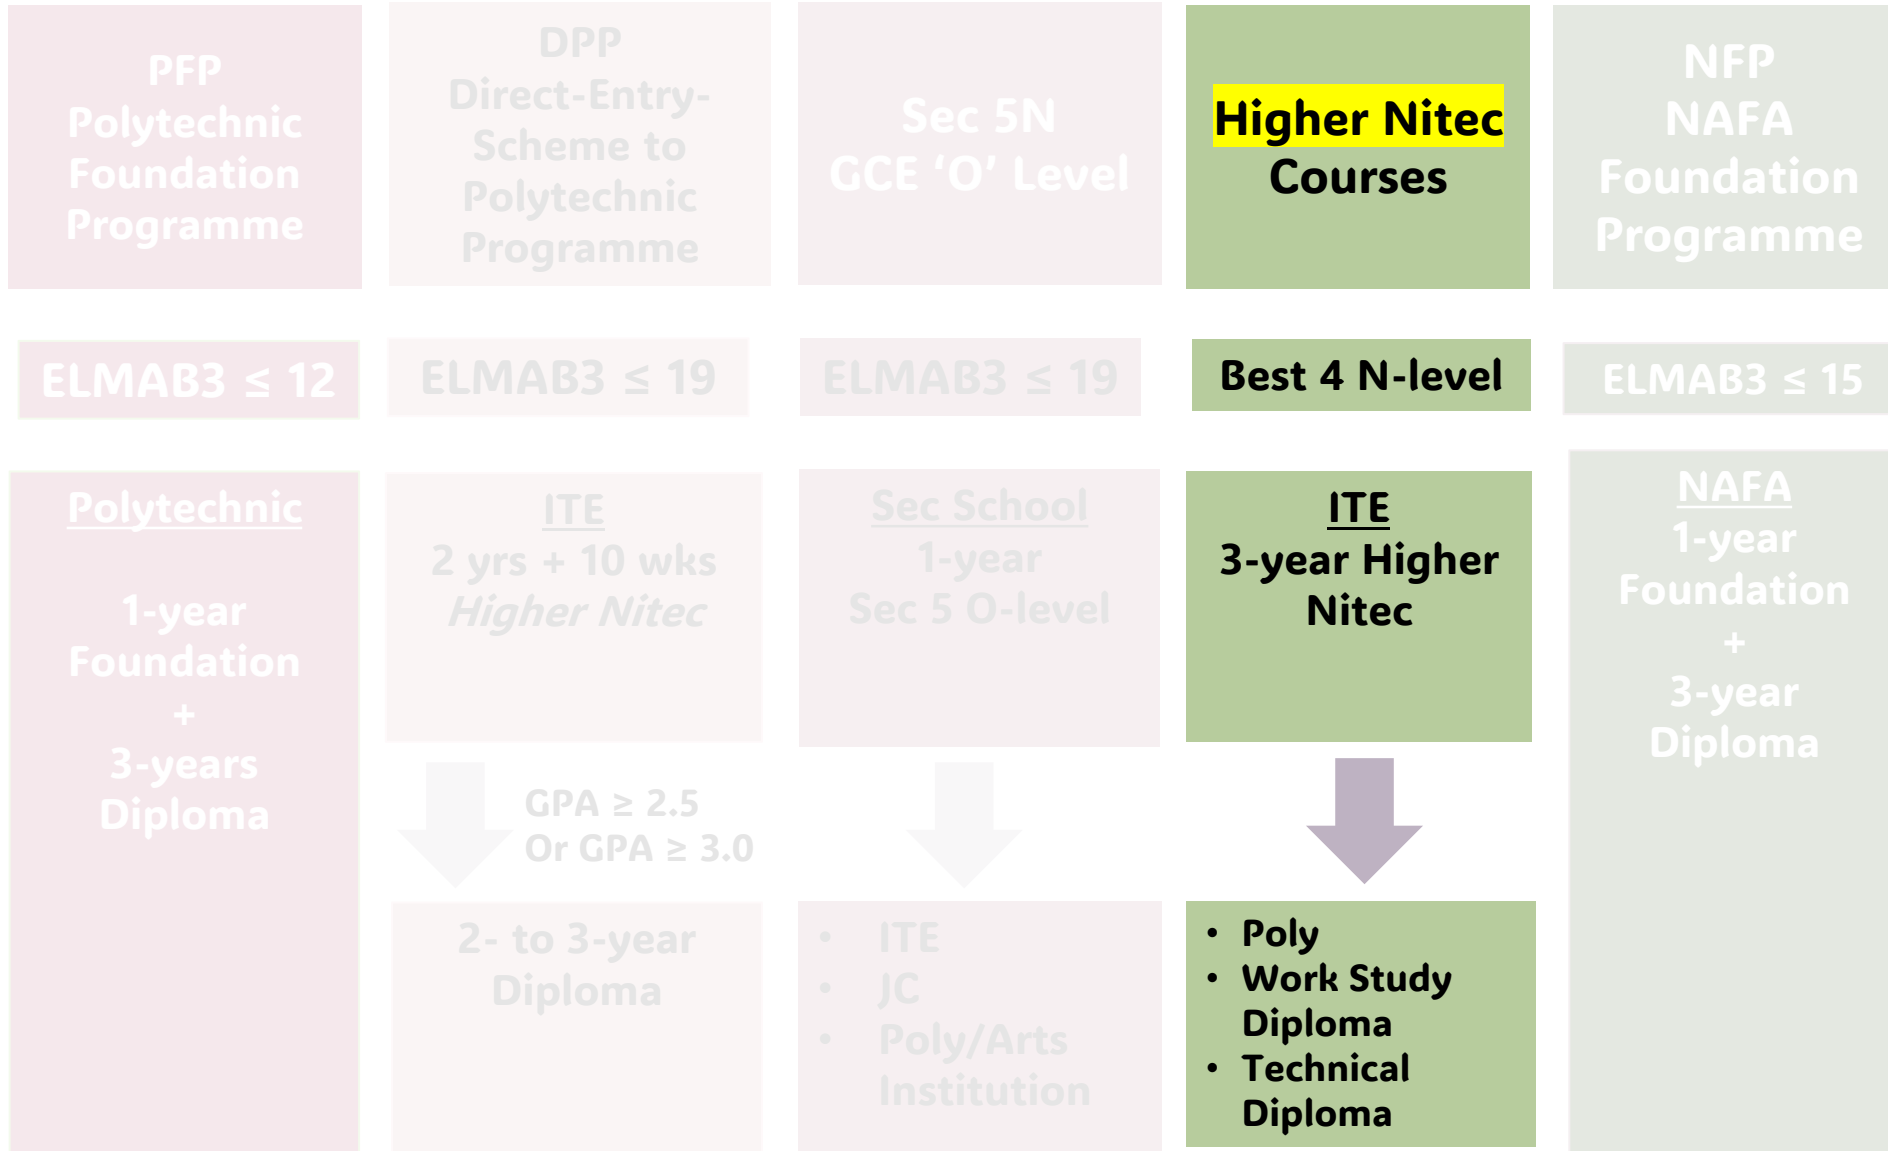 PFP
Polytechnic
Foundation
Programme
DPP
Direct-Entry-
Scheme to
Polytechnic
Programme
Sec 5N
GCE ‘O’ Level
Higher Nitec
Courses
NFP
NAFA
Foundation
Programme
ELMAB3 ≤ 12
ELMAB3 ≤ 19
ELMAB3 ≤ 19
Best 4 N-level
ELMAB3 ≤ 15
Polytechnic
1-year
Foundation
+
3-years
Diploma
ITE
2 yrs + 10 wks
Higher Nitec
GPA ≥ 2.5
Or GPA ≥ 3.0
2- to 3-year
Diploma
Sec School
1-year
Sec 5 O-level
• ITE
• JC
• Poly/Arts
Institution
ITE
3-year Higher
Nitec
• Poly
• Work Study
Diploma
• Technical
Diploma
NAFA
1-year
Foundation
+
3-year
Diploma